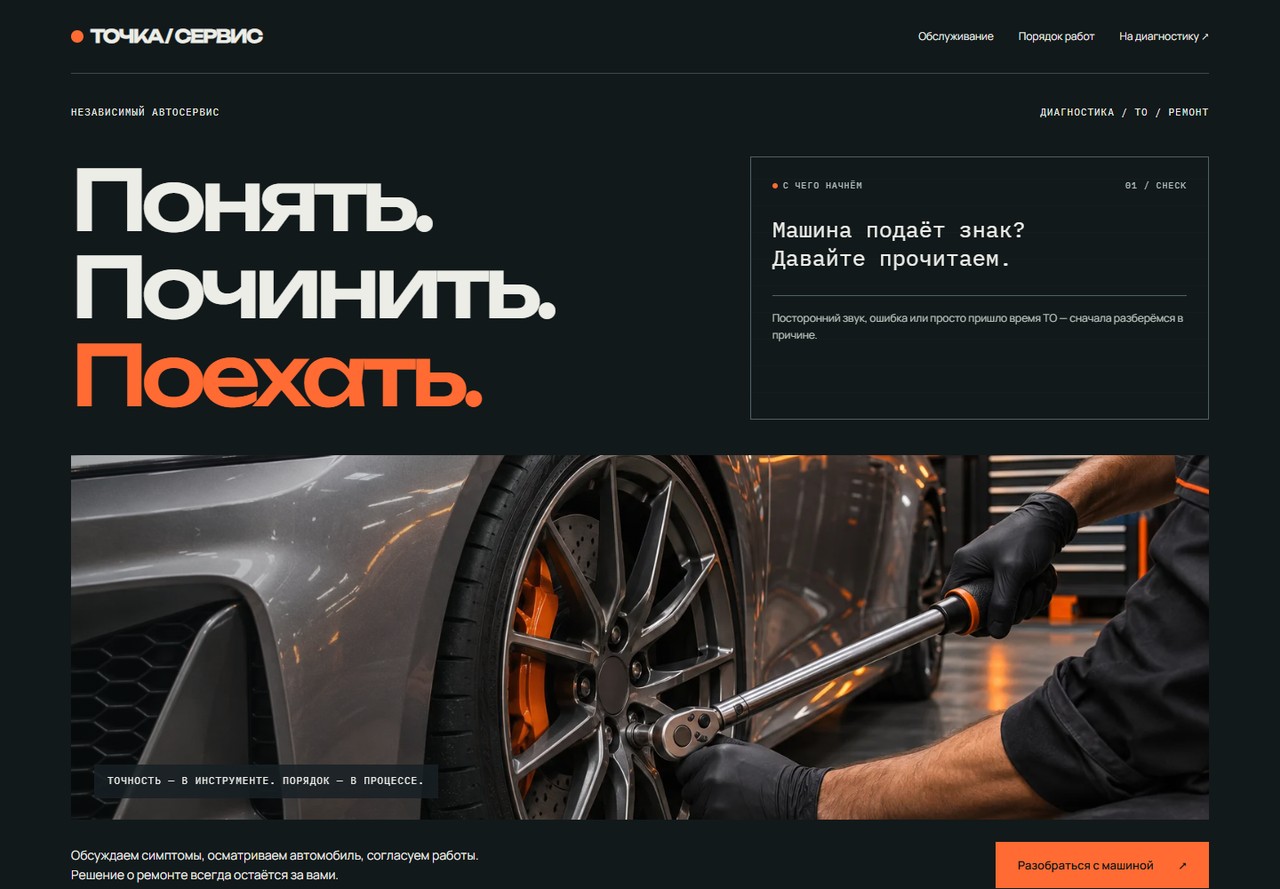 ТОЧКА / СЕРВИС
Обслуживание
Порядок работ
На диагностику ↗
НЕЗАВИСИМЫЙ АВТОСЕРВИС
ДИАГНОСТИКА / ТО / РЕМОНТ
Понять.
Починить.
Поехать.
С ЧЕГО НАЧНЁМ
01 / CHECK
Машина подаёт знак?
Давайте прочитаем.
Посторонний звук, ошибка или просто пришло время ТО — сначала разберёмся в
причине.
ТОЧНОСТЬ — В ИНСТРУМЕНТЕ. ПОРЯДОК — В ПРОЦЕССЕ.
Обсуждаем симптомы, осматриваем автомобиль, согласуем работы.
Решение о ремонте всегда остаётся за вами.
Разобраться с машиной ↗